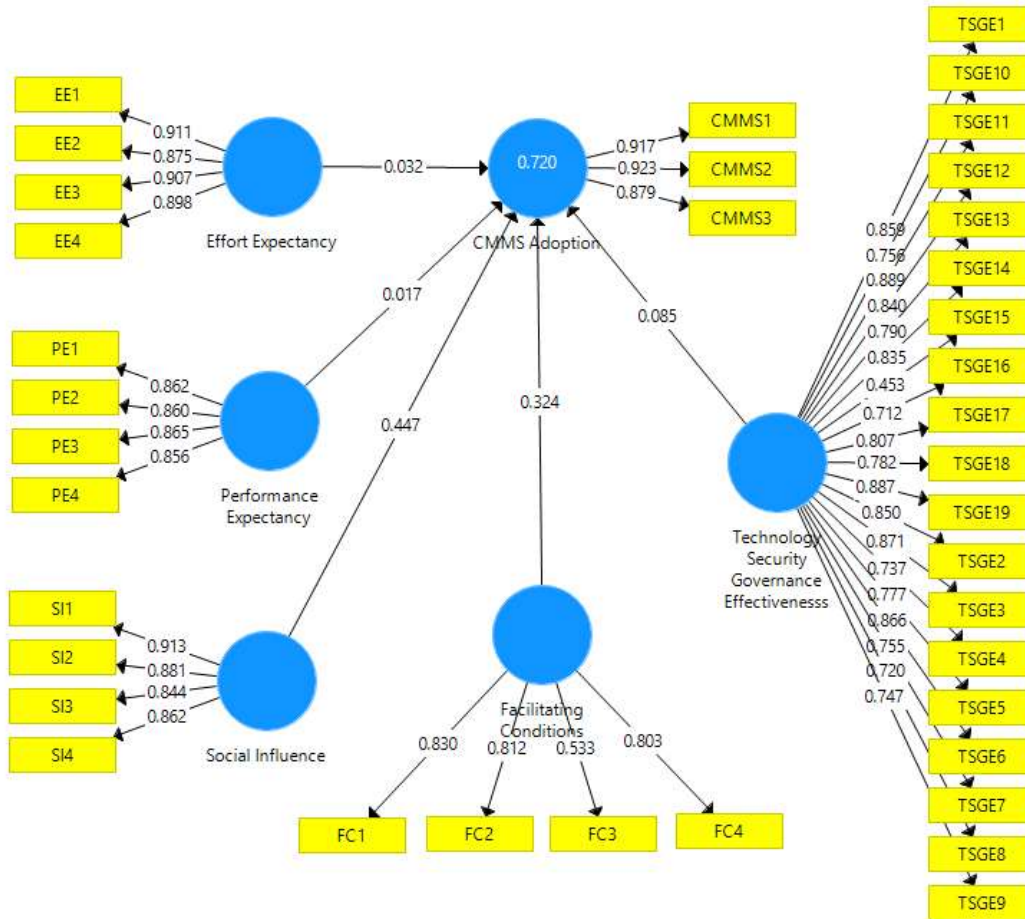 EE1
EE2
EE3
EE4
0.911
0.875
0.907
0.898
Effort Expectancy
0.032
0.720
CMMS Adoption
0.917
0.923
0.879
CMMS1
CMMS2
CMMS3
PE1
PE2
PE3
PE4
0.862
0.860
0.865
0.856
Performance
Expectancy
0.017
SI1
SI2
SI3
SI4
0.913
0.881
0.844
0.862
Social Influence
0.447
0.324
Facilitating
Conditions
0.830
0.812
0.533
0.803
FC1
FC2
FC3
FC4
0.085
Technology
Security
Governance
Effectivenesss
0.859
0.756
0.889
0.840
0.790
0.835
0.453
0.712
0.807
0.782
0.887
0.850
0.871
0.737
0.777
0.866
0.755
0.720
0.747
TSGE1
TSGE10
TSGE11
TSGE12
TSGE13
TSGE14
TSGE15
TSGE16
TSGE17
TSGE18
TSGE19
TSGE2
TSGE3
TSGE4
TSGE5
TSGE6
TSGE7
TSGE8
TSGE9